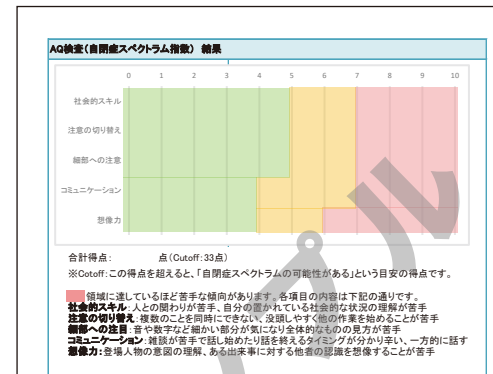 AQ検査(自閉症スペクトラム指数) 結果
0 1 2 3 4 5 6 7 8 9 10
社会的スキル
注意の切り替え
細部への注意
コミュニケーション
想像力
合計得点: 点(Cutoff:33点)
※Cotoff:この得点を超えると、「自閉症スペクトラムの可能性がある」という目安の得点です。
領域に達しているほど苦手な傾向があります。各項目の内容は下記の通りです。
社会的スキル:人との関わりが苦手、自分の置かれている社会的な状況の理解が苦手
注意の切り替え:複数のことを同時にできない、没頭しやすく他の作業を始めることが苦手
細部への注目:音や数字など細かい部分が気になり全体的なものの見方が苦手
コミュニケーション:雑談が苦手で話し始めたり話を終えるタイミングが分かり辛い、一方的に話す
想像力:登場人物の意図の理解、ある出来事に対する他者の認識を想像することが苦手